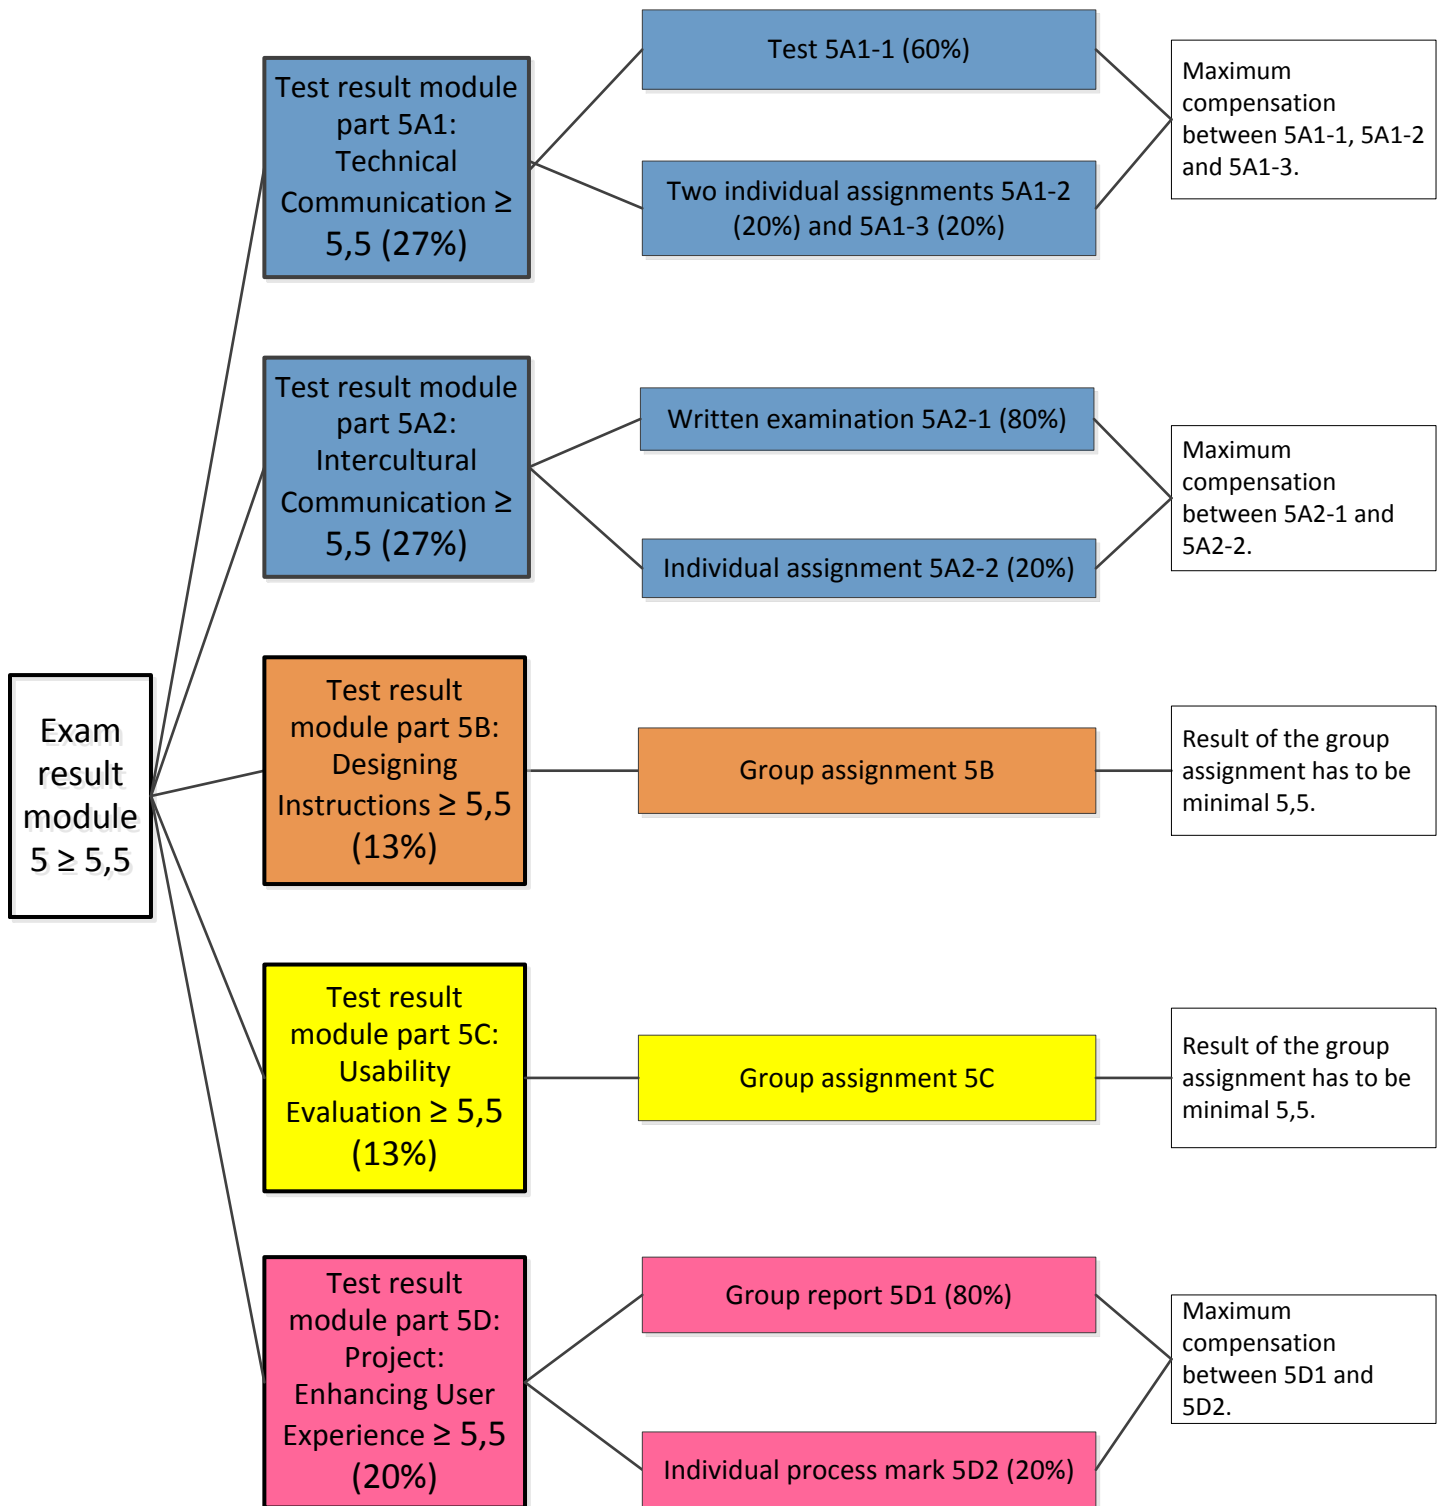 Exam
result
module
5 ≥ 5,5
Test result module
part 5A1:
Technical
Communication ≥
5,5 (27%)
Test 5A1-1 (60%)
Two individual assignments 5A1-2
(20%) and 5A1-3 (20%)
Maximum
compensation
between 5A1-1, 5A1-2
and 5A1-3.
Test result module
part 5A2:
Intercultural
Communication ≥
5,5 (27%)
Written examination 5A2-1 (80%)
Individual assignment 5A2-2 (20%)
Maximum
compensation
between 5A2-1 and
5A2-2.
Test result
module part 5B:
Designing
Instructions ≥ 5,5
(13%)
Group assignment 5B
Result of the group
assignment has to be
minimal 5,5.
Test result
module part 5C:
Usability
Evaluation ≥ 5,5
(13%)
Group assignment 5C
Result of the group
assignment has to be
minimal 5,5.
Test result
module part 5D:
Project:
Enhancing User
Experience ≥ 5,5
(20%)
Group report 5D1 (80%)
Individual process mark 5D2 (20%)
Maximum
compensation
between 5D1 and
5D2.